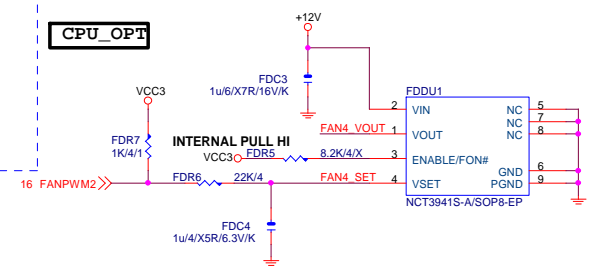 CPU_OPT
+12V
FDC3
1u/6/X7R/16V/K
FDDU1
VCC3
2 VIN NC 5
NC 7
FAN4_VOUT 1 VOUT NC 8
FDR7
1K/4/1
INTERNAL PULL HI
VCC3 FDR5 8.2K/4/X 3 ENABLE/FON#
GND 6
16 FANPWM2 FDR6 22K/4 FAN4_SET 4 VSET PGND 9
NCT3941S-A/SOP8-EP
FDC4
1u/4/X5R/6.3V/K